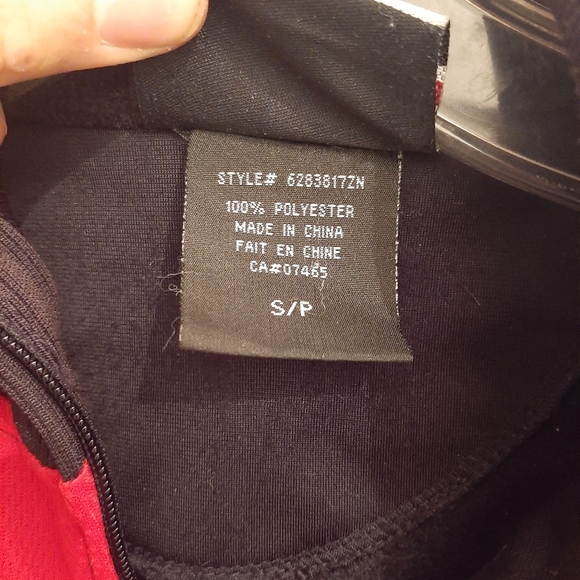 STYLE# 6283817ZN
100% POLYESTER
MADE IN CHINA
FAIT EN CHINE
CA#07465
S/P